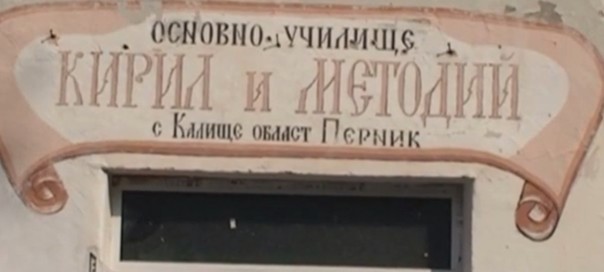 ОСНОВНО УЧИЛИЩЕ
КИРИЛ и МЕТОДИЙ
с Калище област Перник